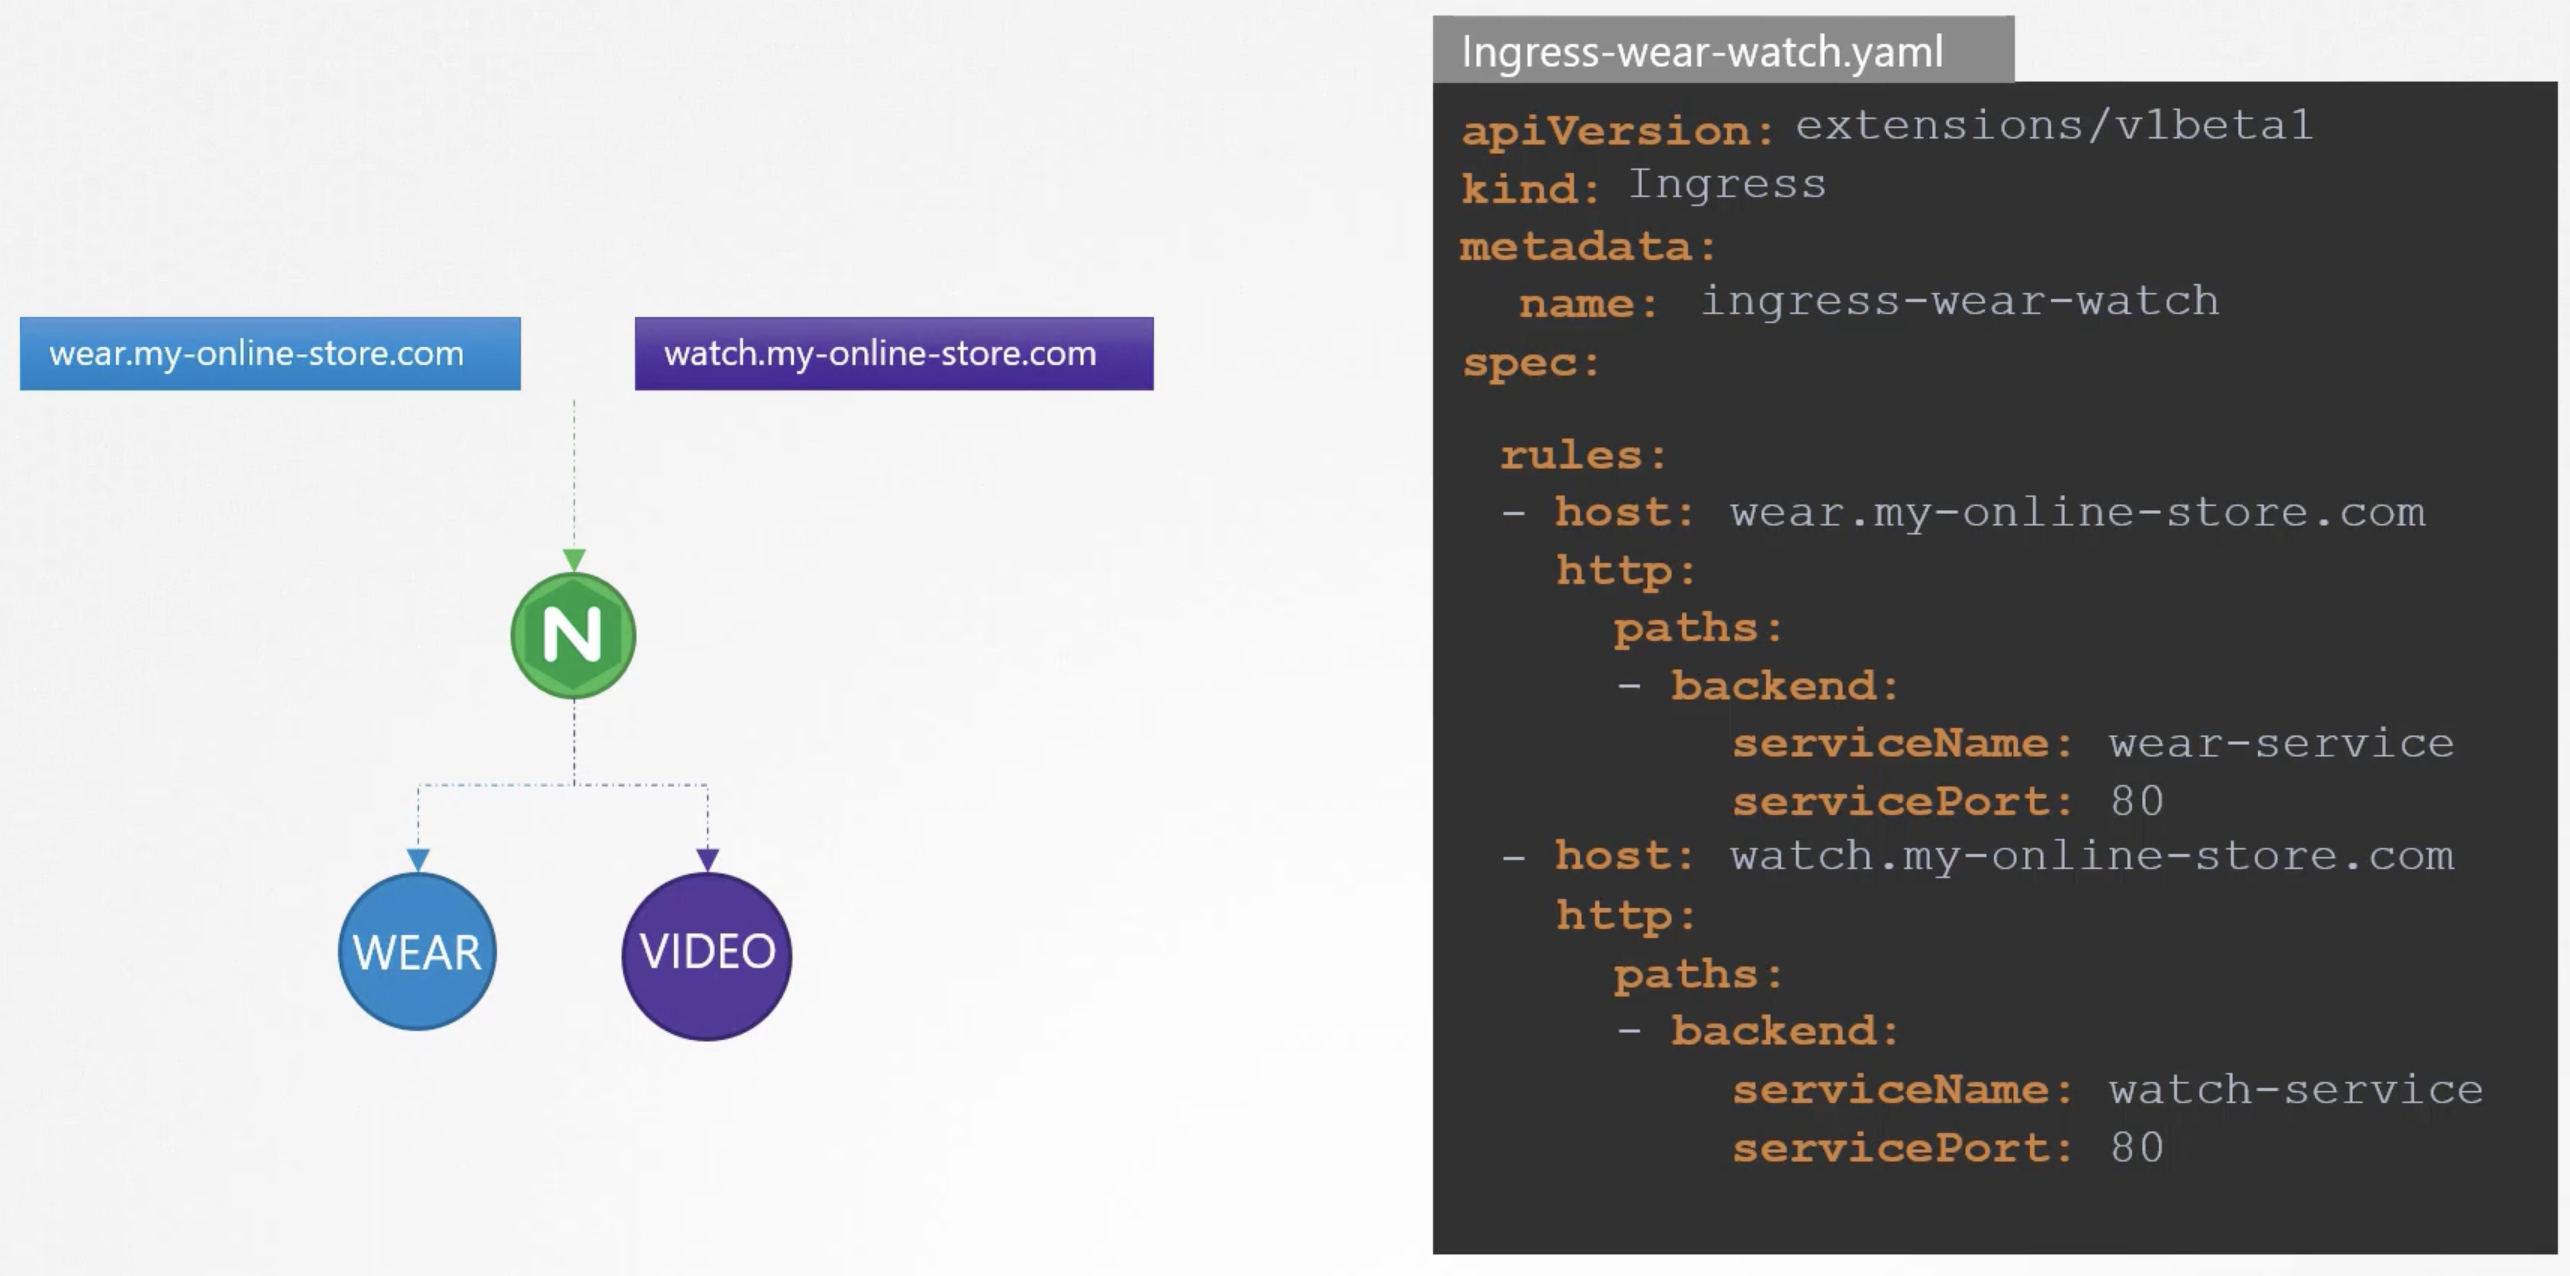 wear.my-online-store.com
watch.my-online-store.com
N
WEAR
VIDEO
Ingress-wear-watch.yaml
apiVersion: extensions/v1beta1
kind: Ingress
metadata:
  name: ingress-wear-watch
spec:
  rules:
  - host: wear.my-online-store.com
    http:
      paths:
      - backend:
          serviceName: wear-service
          servicePort: 80
  - host: watch.my-online-store.com
    http:
      paths:
      - backend:
          serviceName: watch-service
          servicePort: 80